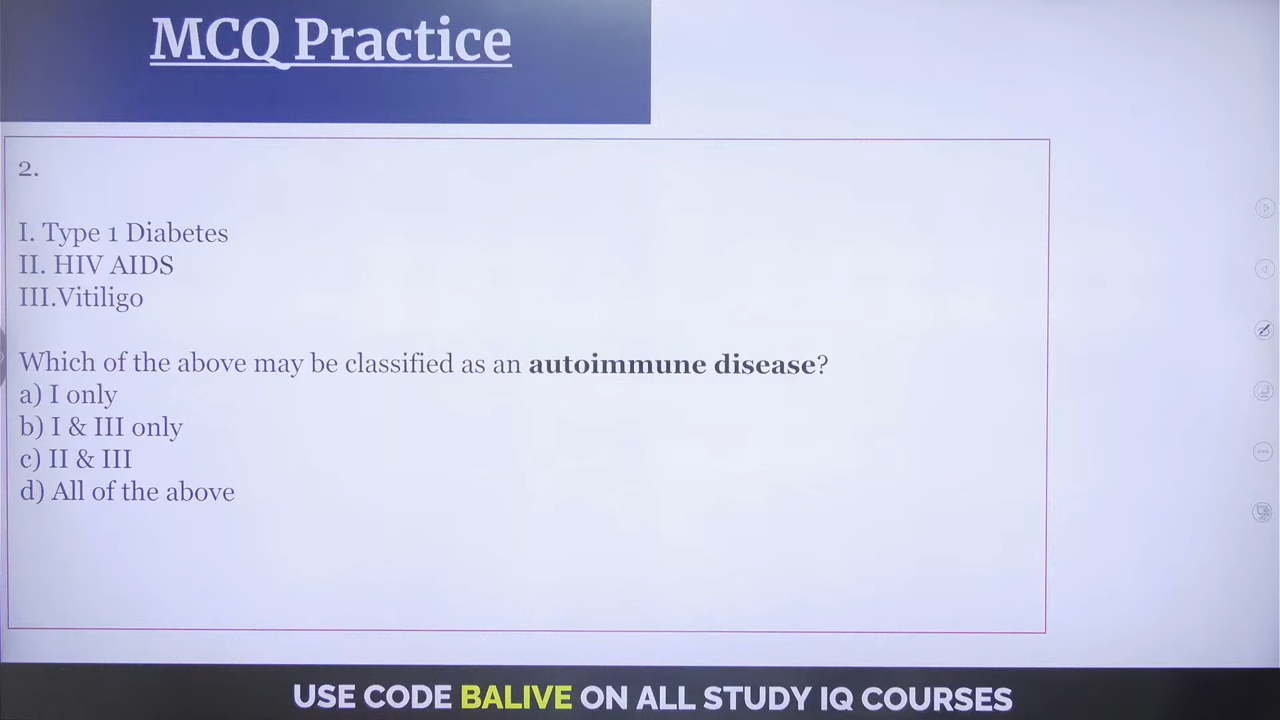 MCQ Practice
2.
I. Type 1 Diabetes
II. HIV AIDS
III.Vitiligo
Which of the above may be classified as an autoimmune disease?
a) I only
b) I & III only
c) II & III
d) All of the above
USE CODE BALIVE ON ALL STUDY IQ COURSES